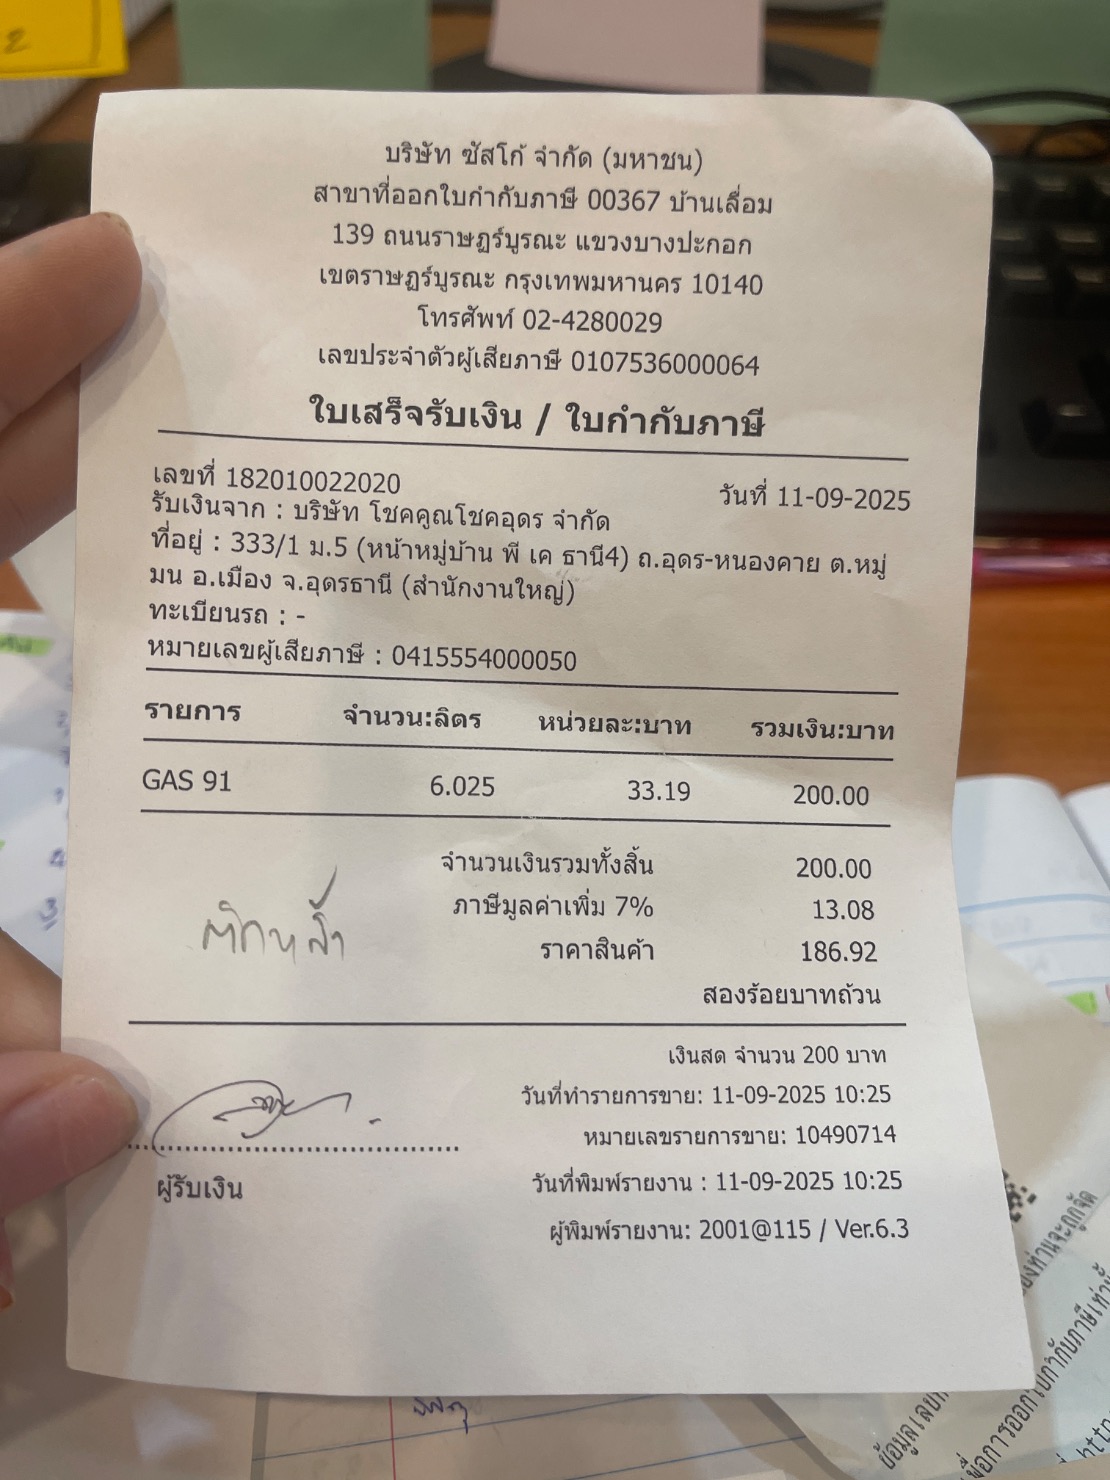 2
บริษัท ซัสโก้ จำกัด (มหาชน)
สาขาที่ออกใบกำกับภาษี 00367 บ้านเลื่อม
139 ถนนราษฎร์บูรณะ แขวงบางปะกอก
เขตราษฎร์บูรณะ กรุงเทพมหานคร 10140
โทรศัพท์ 02-4280029
เลขประจำตัวผู้เสียภาษี 0107536000064
ใบเสร็จรับเงิน / ใบกำกับภาษี
เลขที่ 182010022020 วันที่ 11-09-2025
รับเงินจาก : บริษัท โชคคูณโชคอุดร จำกัด
ที่อยู่ : 333/1 ม.5 (หน้าหมู่บ้าน พี เค ธานี4) ถ.อุดร-หนองคาย ต.หมู่
มน อ.เมือง จ.อุดรธานี (สำนักงานใหญ่)
ทะเบียนรถ : -
หมายเลขผู้เสียภาษี : 0415554000050
รายการ จำนวน:ลิตร หน่วยละ:บาท รวมเงิน:บาท
GAS 91 6.025 33.19 200.00
จำนวนเงินรวมทั้งสิ้น 200.00
ภาษีมูลค่าเพิ่ม 7% 13.08
ตัดหญ้า
ราคาสินค้า 186.92
สองร้อยบาทถ้วน
เงินสด จำนวน 200 บาท
วันที่ทำรายการขาย: 11-09-2025 10:25
หมายเลขรายการขาย: 10490714
ผู้รับเงิน
วันที่พิมพ์รายงาน : 11-09-2025 10:25
ผู้พิมพ์รายงาน: 2001@115 / Ver.6.3